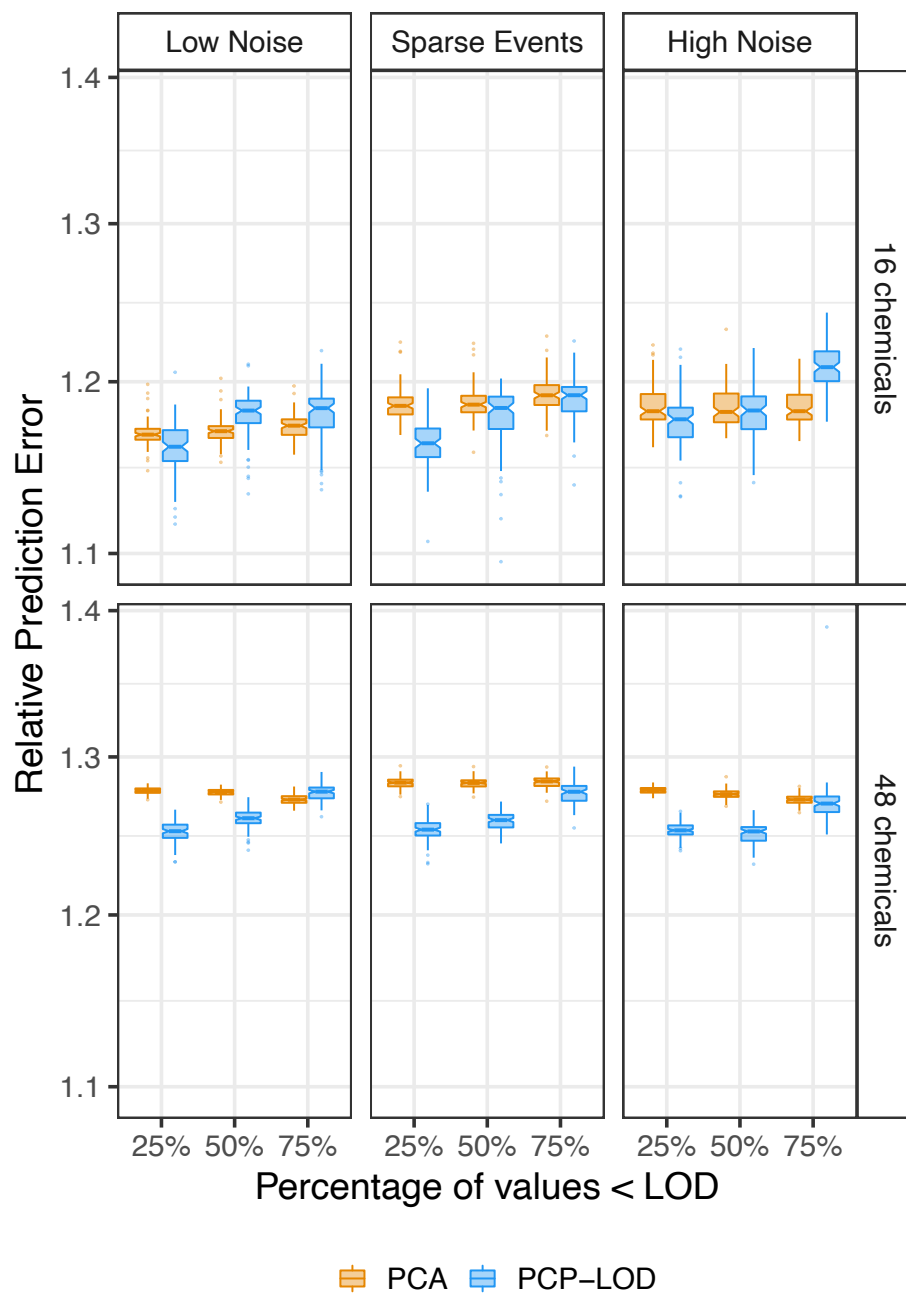 Low Noise
Sparse Events
High Noise
1.4
1.3
1.2
1.1
16 chemicals
1.4
1.3
1.2
1.1
48 chemicals
Relative Prediction Error
25% 50% 75%
25% 50% 75%
25% 50% 75%
Percentage of values < LOD
PCA
PCP−LOD